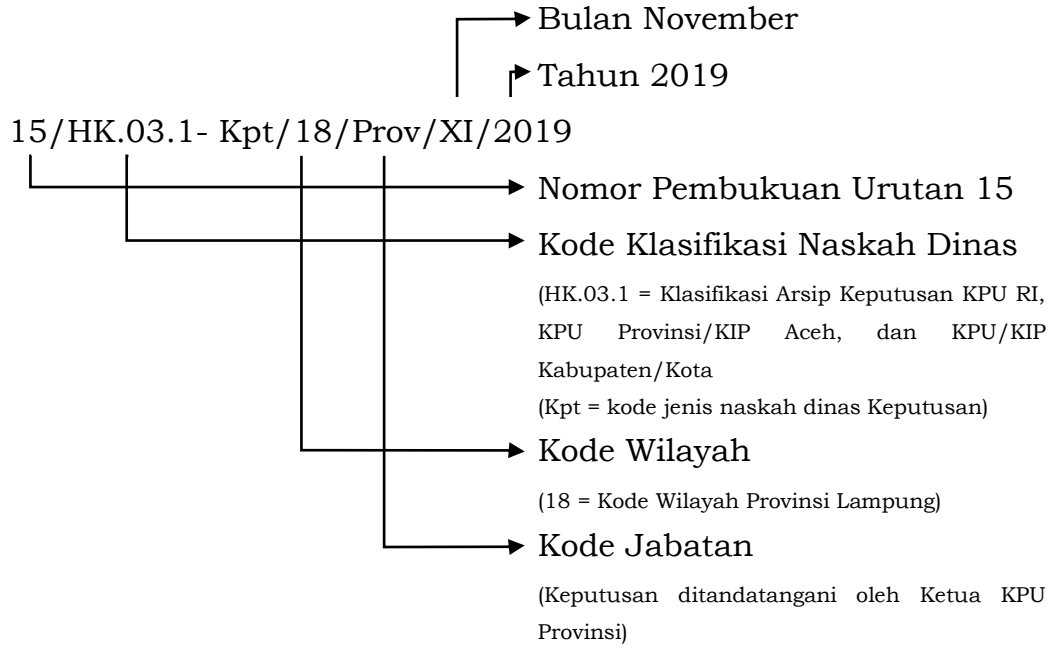 Bulan November
Tahun 2019
15/HK.03.1- Kpt/18/Prov/XI/2019
Nomor Pembukuan Urutan 15
Kode Klasifikasi Naskah Dinas
(HK.03.1 = Klasifikasi Arsip Keputusan KPU RI,
KPU Provinsi/KIP Aceh, dan KPU/KIP
Kabupaten/Kota
(Kpt = kode jenis naskah dinas Keputusan)
Kode Wilayah
(18 = Kode Wilayah Provinsi Lampung)
Kode Jabatan
(Keputusan ditandatangani oleh Ketua KPU
Provinsi)